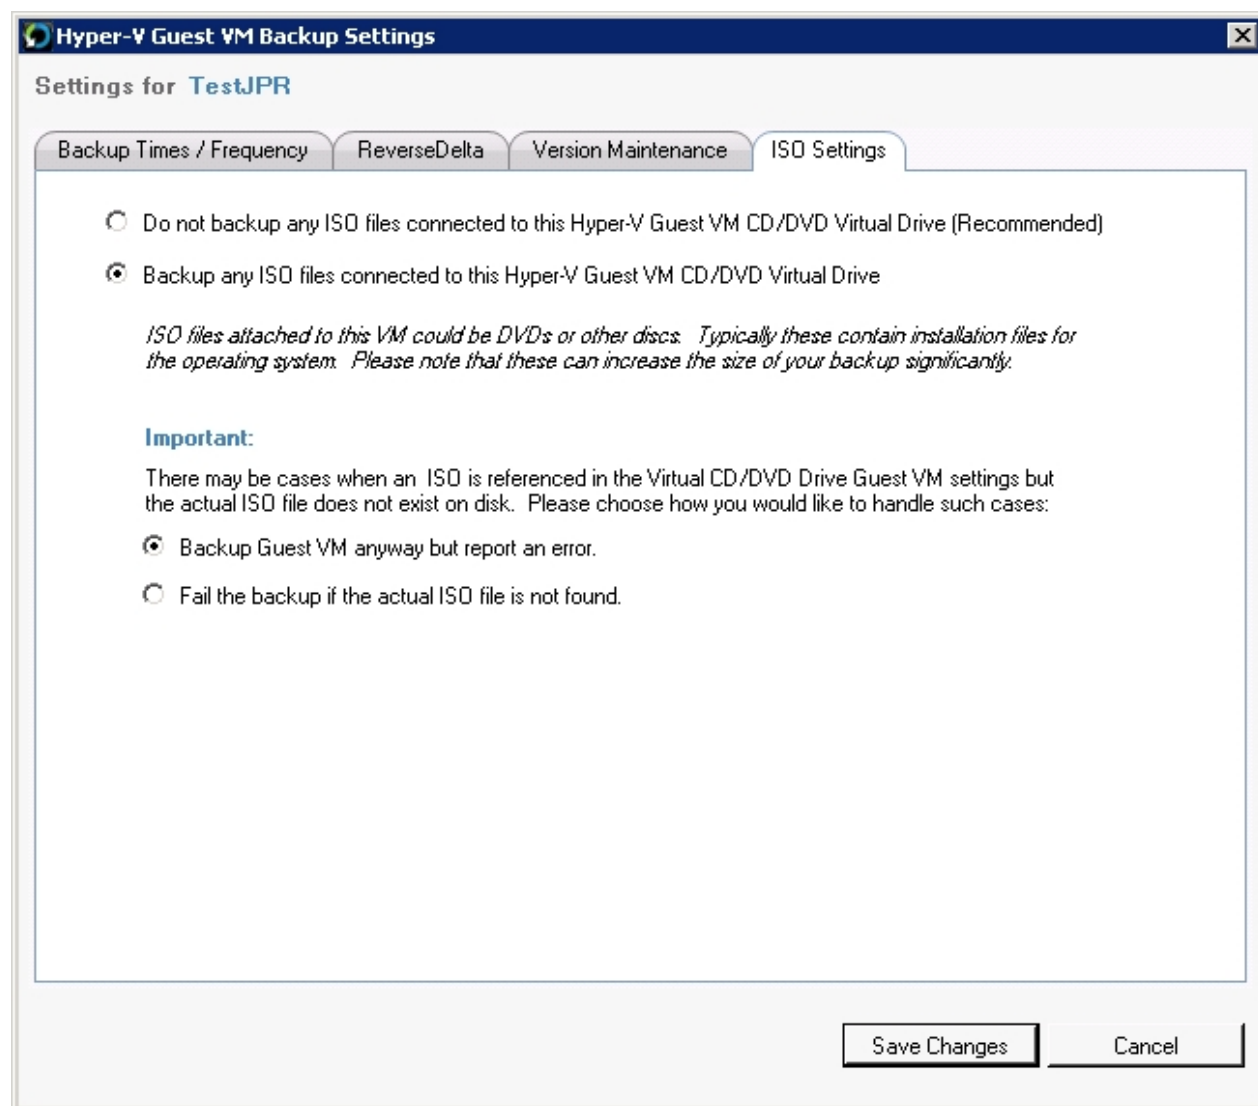 Hyper-V Guest VM Backup Settings
Settings for TestJPR
Backup Times / Frequency
ReverseDelta
Version Maintenance
ISO Settings
Do not backup any ISO files connected to this Hyper-V Guest VM CD/DVD Virtual Drive (Recommended)
Backup any ISO files connected to this Hyper-V Guest VM CD/DVD Virtual Drive
ISO files attached to this VM could be DVDs or other discs. Typically these contain installation files for
the operating system. Please note that these can increase the size of your backup significantly.
Important:
There may be cases when an ISO is referenced in the Virtual CD/DVD Drive Guest VM settings but
the actual ISO file does not exist on disk. Please choose how you would like to handle such cases:
Backup Guest VM anyway but report an error.
Fail the backup if the actual ISO file is not found.
Save Changes
Cancel